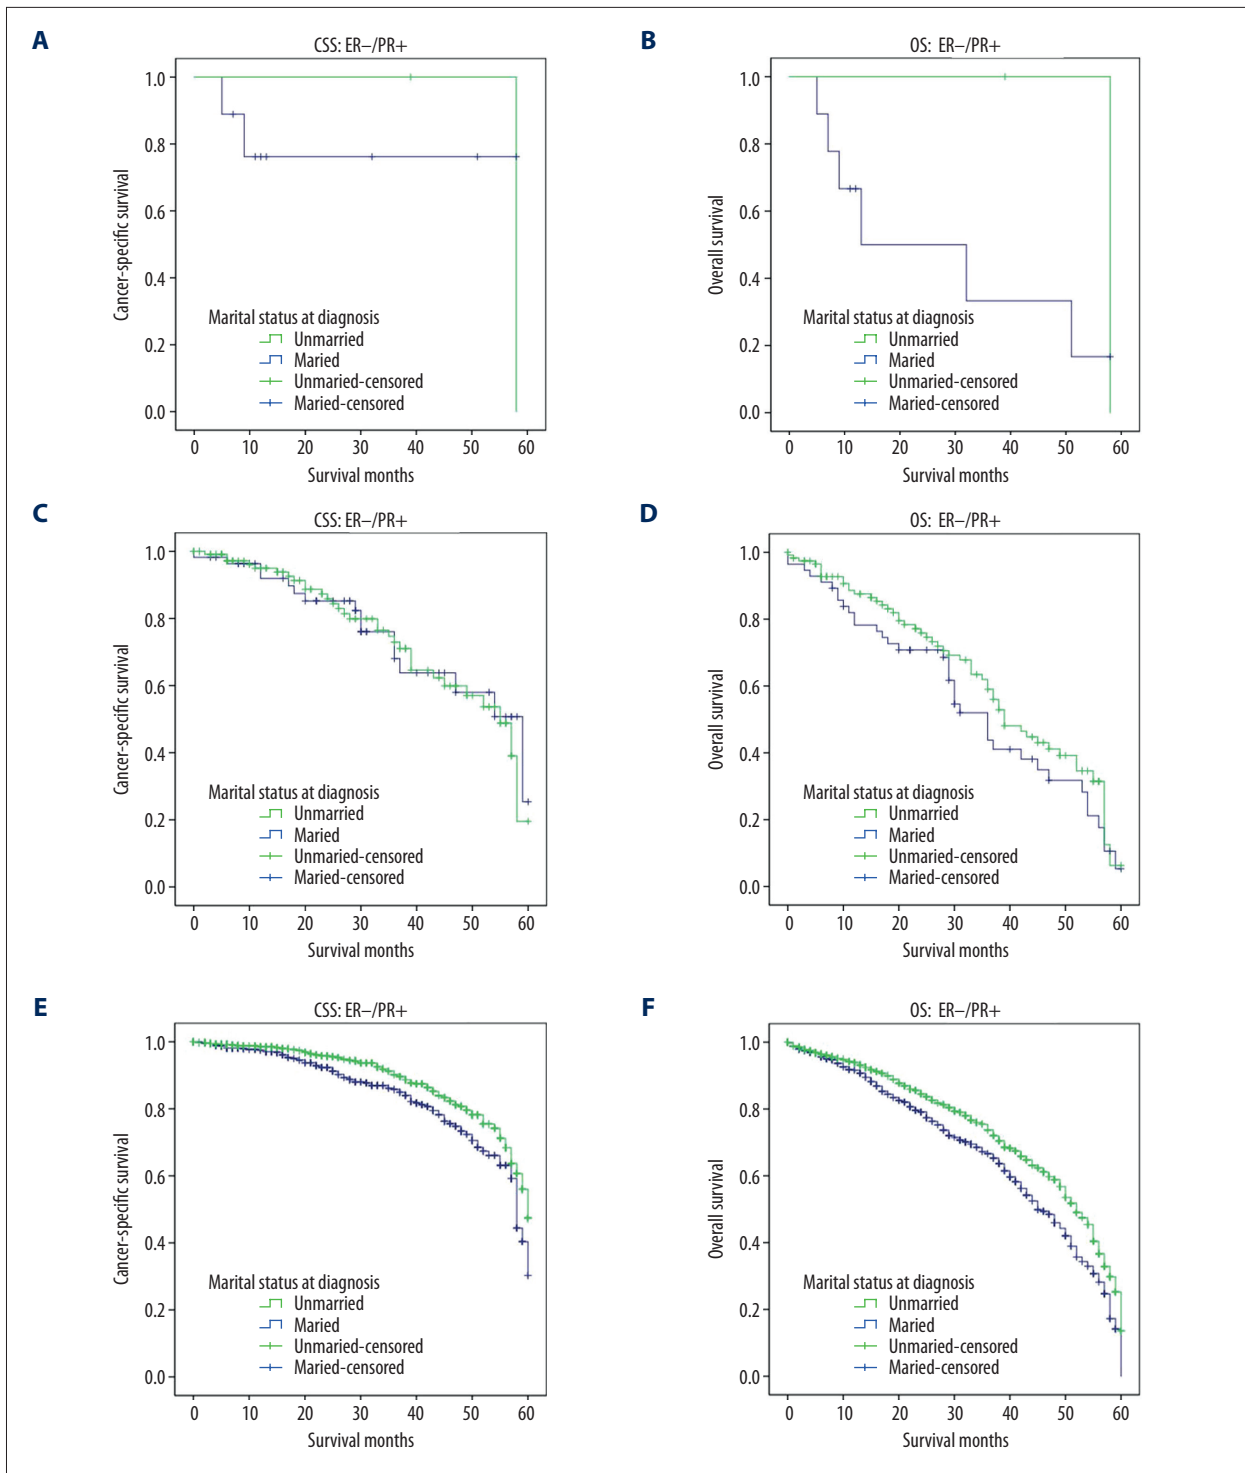 A
CSS: ER–/PR+
Cancer-specific survival
1.0
0.8
0.6
0.4
0.2
0.0
Marital status at diagnosis
Unmarried
Maried
Unmaried-censored
Maried-censored
0 10 20 30 40 50 60
Survival months
B
OS: ER–/PR+
Overall survival
1.0
0.8
0.6
0.4
0.2
0.0
Marital status at diagnosis
Unmarried
Maried
Unmaried-censored
Maried-censored
0 10 20 30 40 50 60
Survival months
C
CSS: ER–/PR+
Cancer-specific survival
1.0
0.8
0.6
0.4
0.2
0.0
Marital status at diagnosis
Unmarried
Maried
Unmaried-censored
Maried-censored
0 10 20 30 40 50 60
Survival months
D
OS: ER–/PR+
Overall survival
1.0
0.8
0.6
0.4
0.2
0.0
Marital status at diagnosis
Unmarried
Maried
Unmaried-censored
Maried-censored
0 10 20 30 40 50 60
Survival months
E
CSS: ER–/PR+
Cancer-specific survival
1.0
0.8
0.6
0.4
0.2
0.0
Marital status at diagnosis
Unmarried
Maried
Unmaried-censored
Maried-censored
0 10 20 30 40 50 60
Survival months
F
OS: ER–/PR+
Overall survival
1.0
0.8
0.6
0.4
0.2
0.0
Marital status at diagnosis
Unmarried
Maried
Unmaried-censored
Maried-censored
0 10 20 30 40 50 60
Survival months